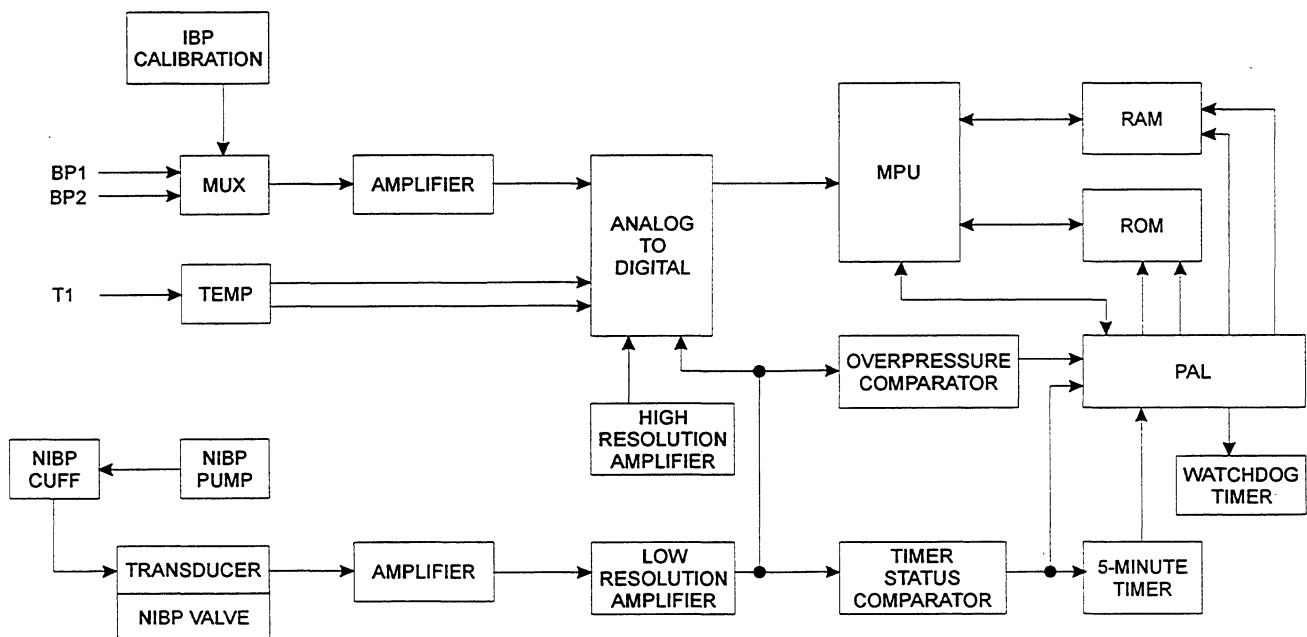 IBP
CALIBRATION
BP1
BP2
MUX
AMPLIFIER
ANALOG
TO
DIGITAL
MPU
RAM
ROM
T1
TEMP
OVERPRESSURE
COMPARATOR
PAL
HIGH
RESOLUTION
AMPLIFIER
NIBP
CUFF
NIBP
PUMP
WATCHDOG
TIMER
TRANSDUCER
NIBP VALVE
AMPLIFIER
LOW
RESOLUTION
AMPLIFIER
TIMER
STATUS
COMPARATOR
5-MINUTE
TIMER